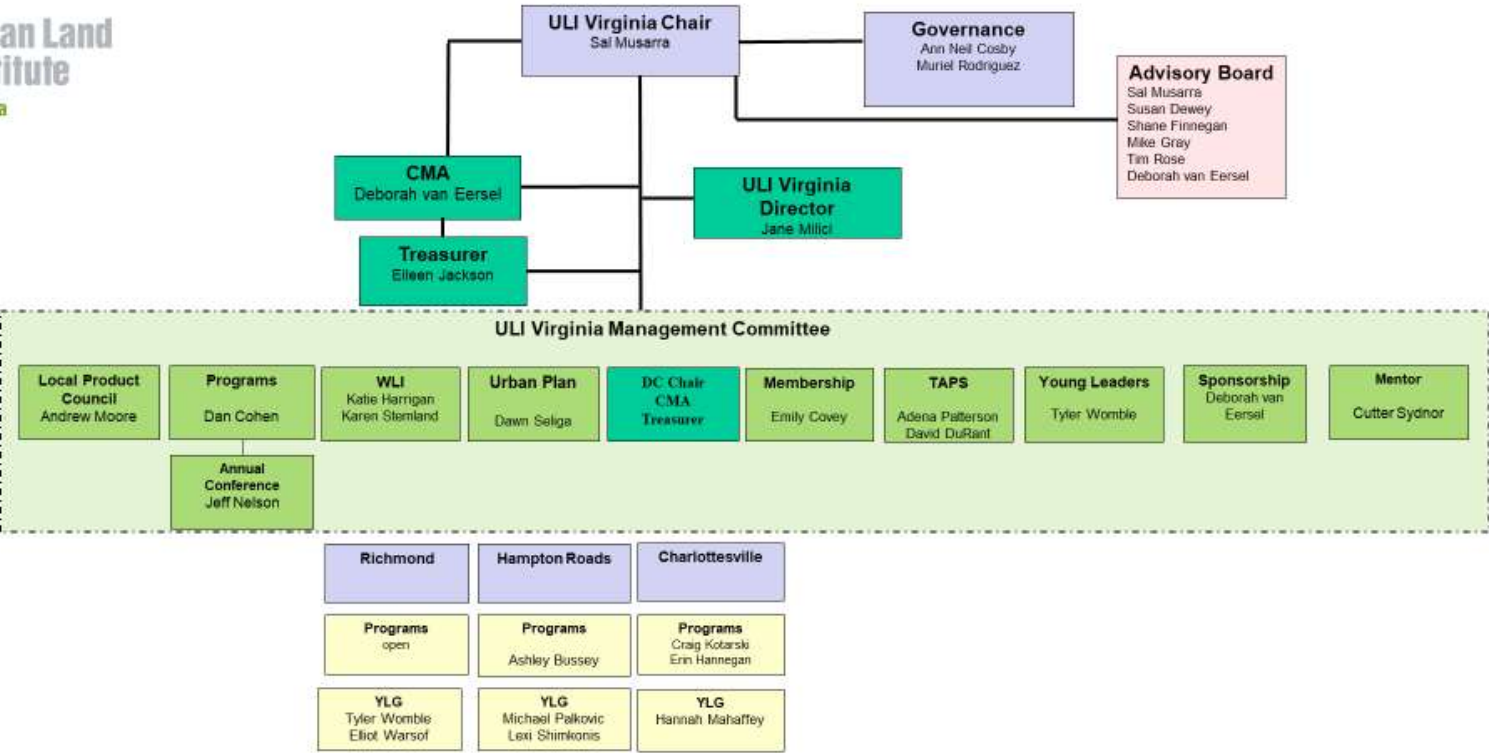 an Land
titute
a
ULI Virginia Chair
Sal Musarra
Governance
Ann Neil Cosby
Muriel Rodriguez
Advisory Board
Sal Musarra
Susan Dewey
Shane Finnegan
Mike Gray
Tim Rose
Deborah van Eersel
CMA
Deborah van Eersel
ULI Virginia
Director
Jane Milici
Treasurer
Eileen Jackson
ULI Virginia Management Committee
Local Product
Council
Andrew Moore
Programs
Dan Cohen
Annual
Conference
Jeff Nelson
WLI
Katie Harrigan
Karen Stemland
Urban Plan
Dawn Seliga
DC Chair
CMA
Treasurer
Membership
Emily Covey
TAPS
Adena Patterson
David DuRant
Young Leaders
Tyler Womble
Sponsorship
Deborah van
Eersel
Mentor
Cutter Sydnor
Richmond
Hampton Roads
Charlottesville
Programs
open
Programs
Ashley Bussey
Programs
Craig Kotarski
Erin Hannegan
YLG
Tyler Womble
Elliot Warsof
YLG
Michael Palkovic
Lexi Shimkonis
YLG
Hannah Mahaffey